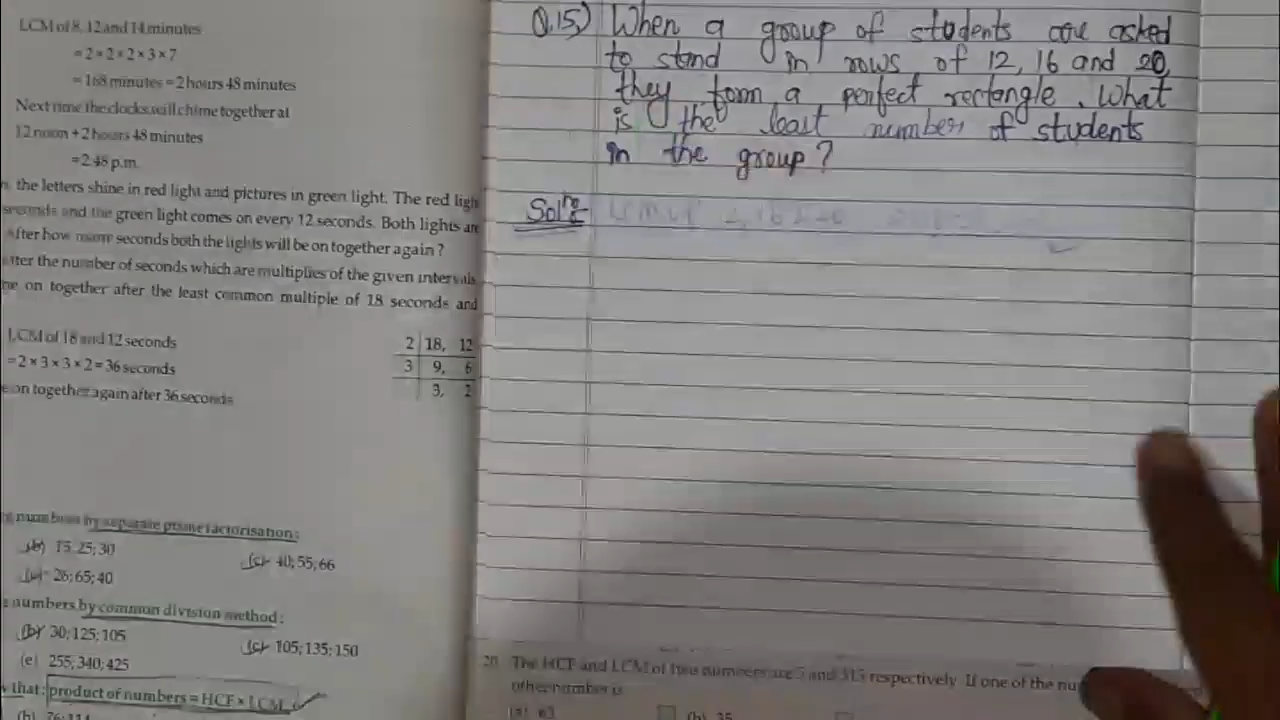 LCM of 8, 12 and 14 minutes
= 2 × 2 × 2 × 3 × 7
= 168 minutes = 2 hours 48 minutes
Next time the clocks will chime together at
12 noon + 2 hours 48 minutes
= 2.48 p.m.
the letters shine in red light and pictures in green light. The red ligh
seconds and the green light comes on every 12 seconds. Both lights ar
After how many seconds both the lights will be on together again ?
after the number of seconds which are multiplies of the given intervals
on together after the least common multiple of 18 seconds and
LCM of 18 and 12 seconds
= 2 × 3 × 3 × 2 = 36 seconds
on together again after 36 seconds
2 18, 12
3 9, 6
3, 2
numbers by separate prime factorisation :
(b) 15; 25; 30
(c) 40; 55; 66
26; 65; 40
numbers by common division method :
(b) 30; 125; 105
(c) 105; 135; 150
(e) 255; 340; 425
that : product of numbers = HCF × LCM
(b) 76; 114
Q.15) When a group of students are asked
to stand in rows of 12, 16 and 20,
they form a perfect rectangle. What
is the least number of students
in the group ?
Soln:
20. The HCF and LCM of two numbers are 5 and 315 respectively. If one of the nu
other number is
(a) 63
(b) 35